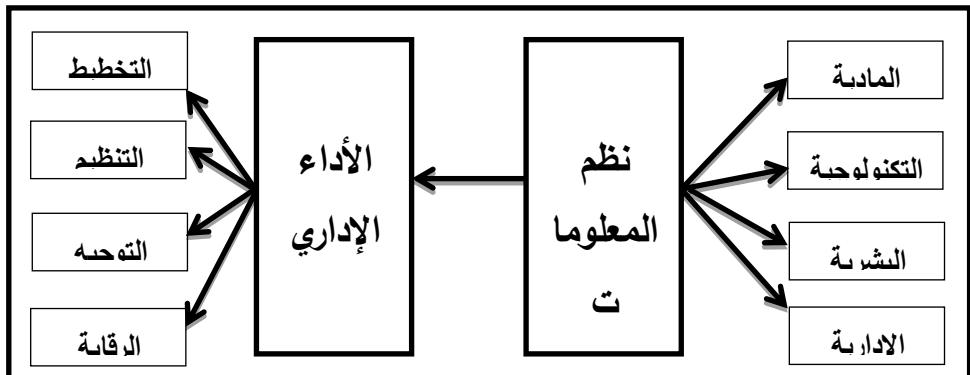 المادية
التكنولوجية
البشرية
الادارية
نظم
المعلوما
ت
الأداء
الإداري
التخطيط
التنظيم
التوجيه
الرقابة